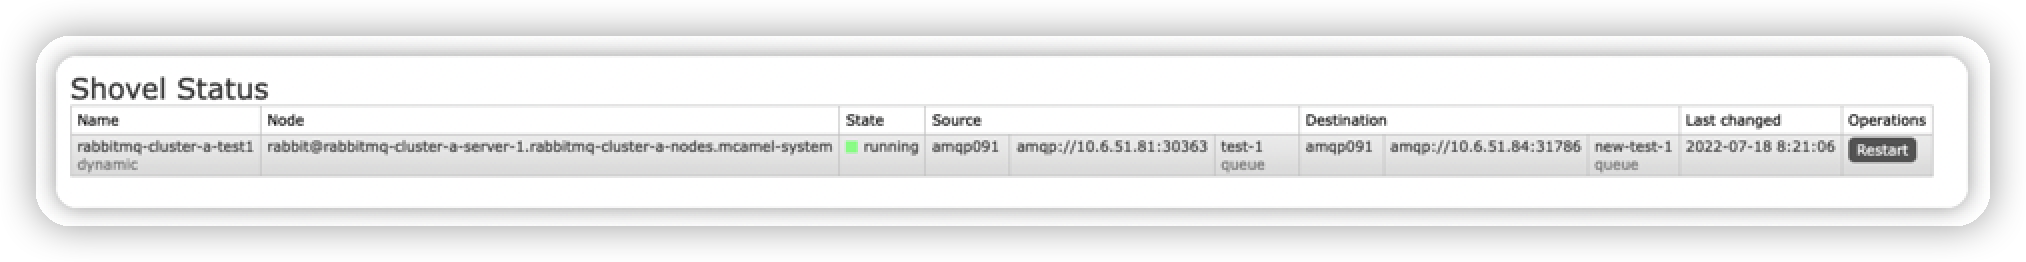 Shovel Status
Name Node State Source Destination Last changed Operations
rabbitmq-cluster-a-test1 rabbit@rabbitmq-cluster-a-server-1.rabbitmq-cluster-a-nodes.mcamel-system running amqp091 amqp://10.6.51.81:30363 test-1 amqp091 amqp://10.6.51.84:31786 new-test-1 2022-07-18 8:21:06 Restart
dynamic queue queue